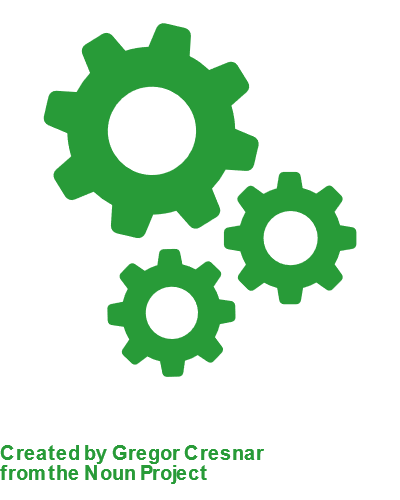 Created by Gregor Cresnar
from the Noun Project